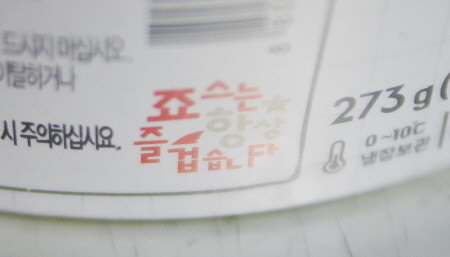 드시지 마십시오.
이탈하거나
시 주의하십시요.
죠스는
즐겁습니다
항상
273 g (
0~10℃
냉장보관